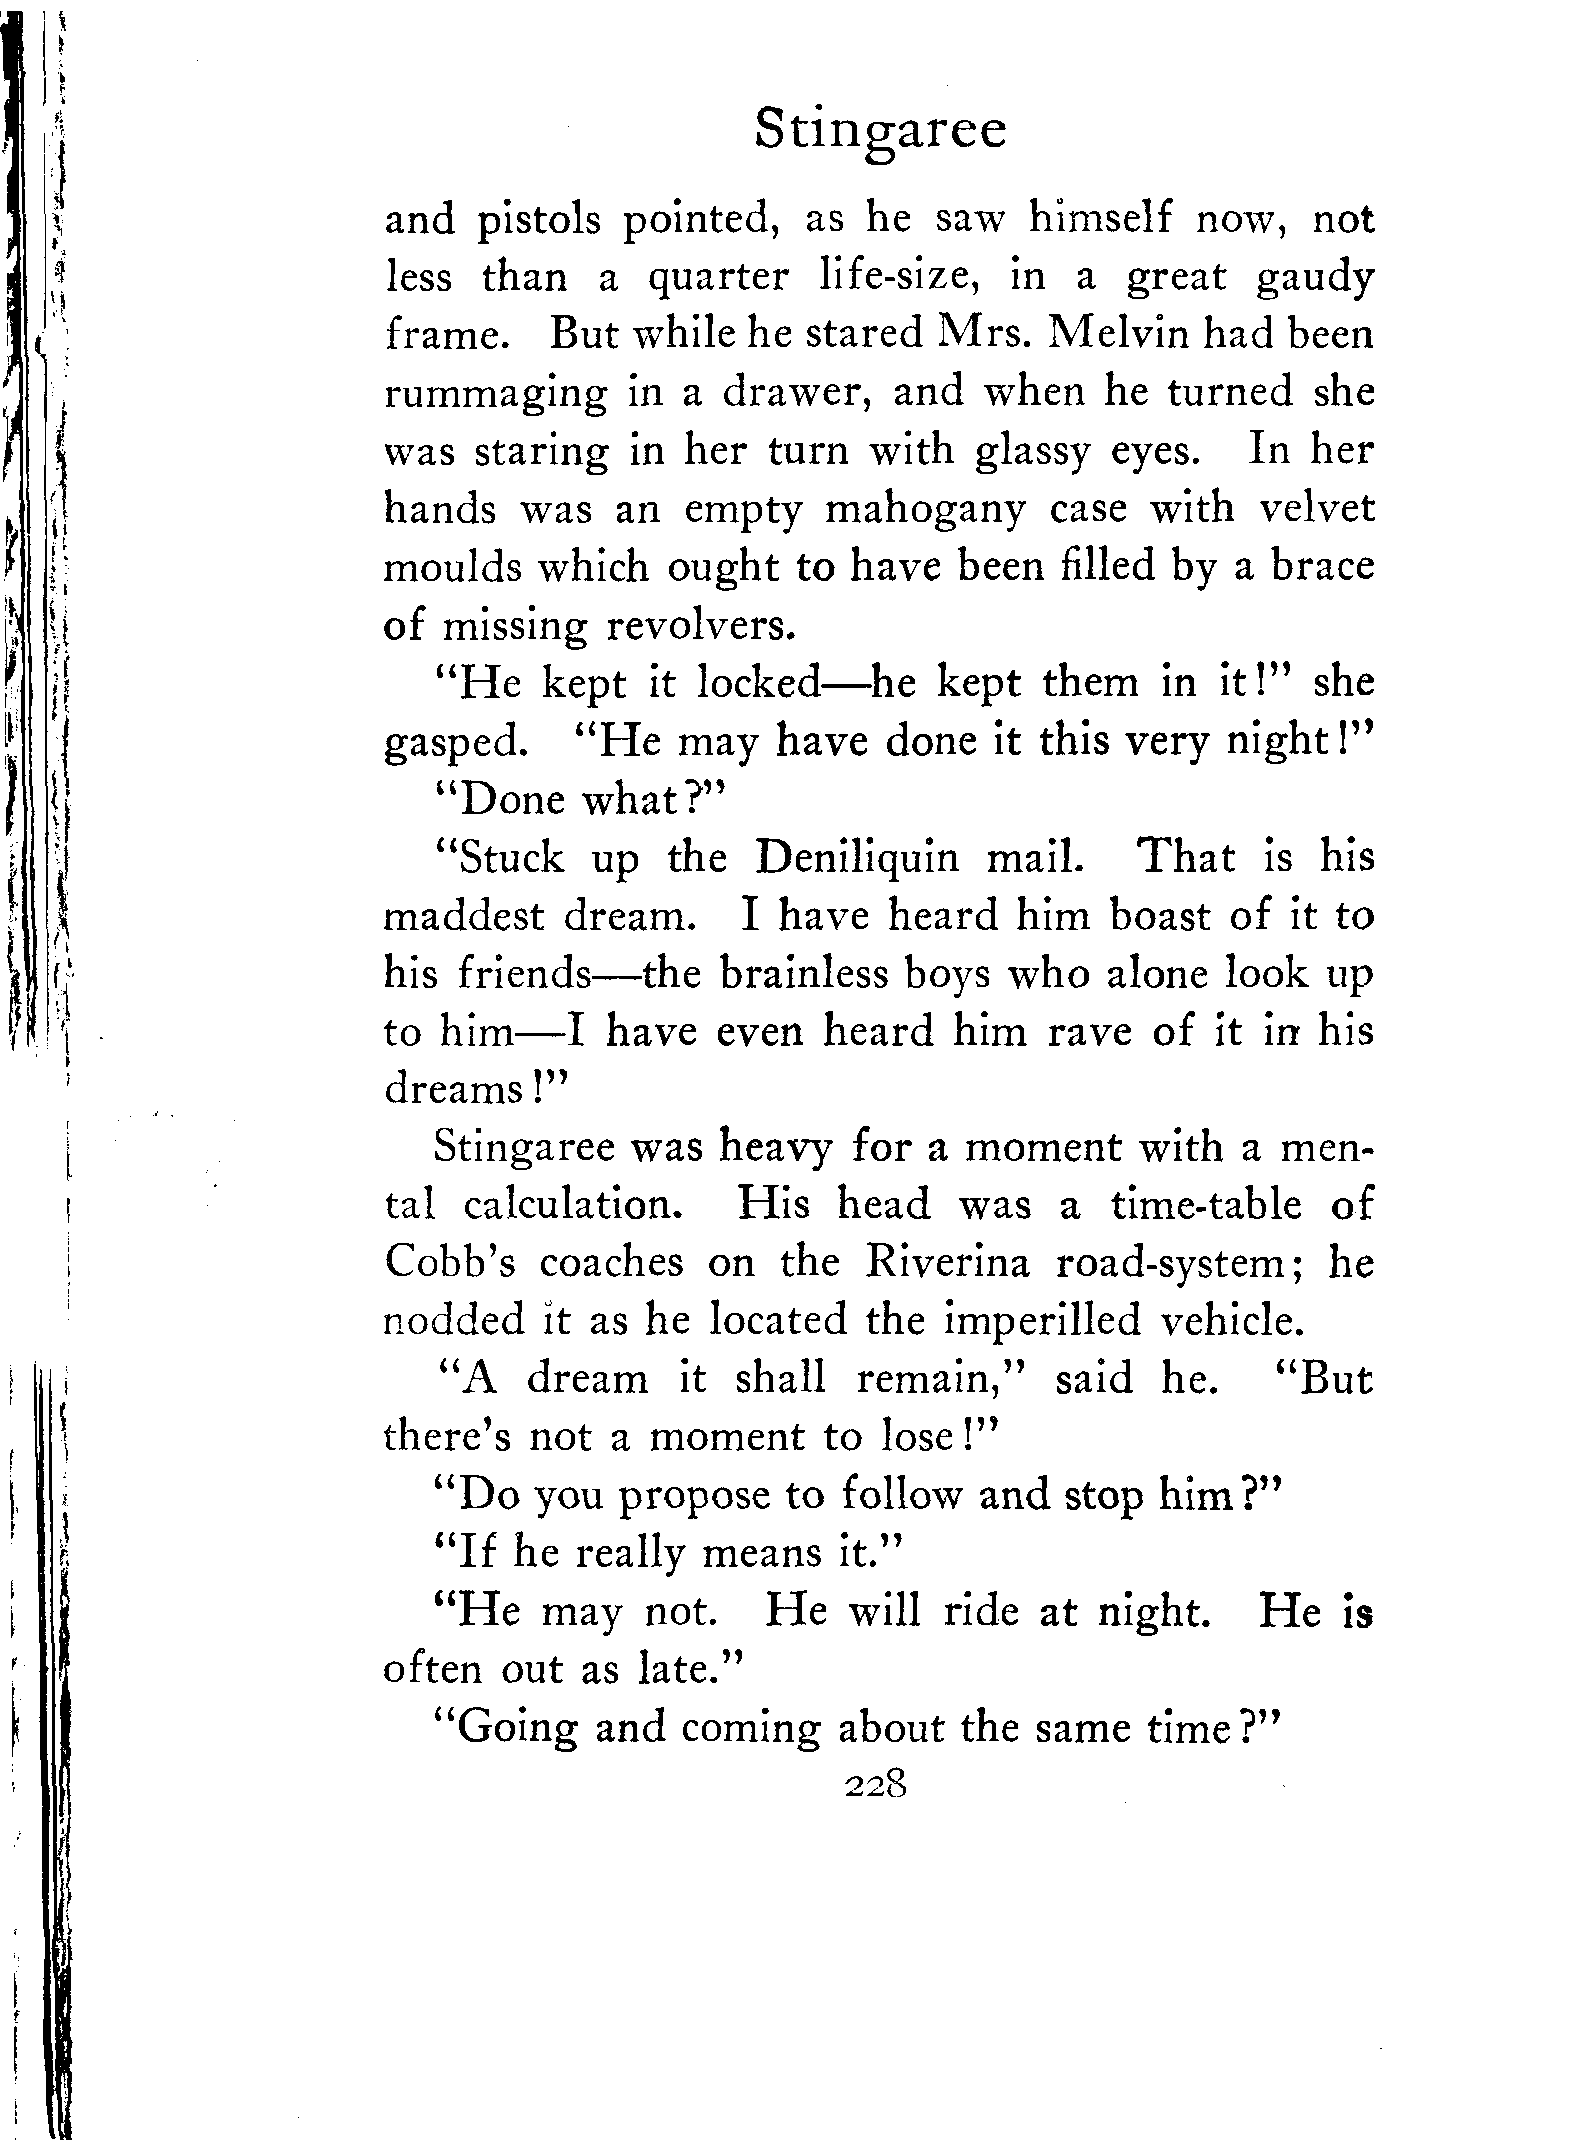 Stingaree
and pistols pointed, as he saw himself now, not
less than a quarter life-size, in a great gaudy
frame. But while he stared Mrs. Melvin had been
rummaging in a drawer, and when he turned she
was staring in her turn with glassy eyes. In her
hands was an empty mahogany case with velvet
moulds which ought to have been filled by a brace
of missing revolvers.
“He kept it locked—he kept them in it!” she
gasped. “He may have done it this very night!”
“Done what?”
“Stuck up the Deniliquin mail. That is his
maddest dream. I have heard him boast of it to
his friends—the brainless boys who alone look up
to him—I have even heard him rave of it in his
dreams!”
Stingaree was heavy for a moment with a men-
tal calculation. His head was a time-table of
Cobb’s coaches on the Riverina road-system; he
nodded it as he located the imperilled vehicle.
“A dream it shall remain,” said he. “But
there’s not a moment to lose!”
“Do you propose to follow and stop him?”
“If he really means it.”
“He may not. He will ride at night. He is
often out as late.”
“Going and coming about the same time?”
228